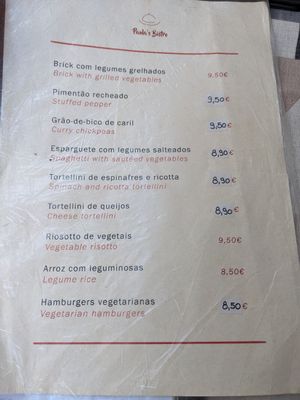 Paula's Bistro
Brick com legumes grelhados
Brick with grilled vegetables 9,50€
Pimentão recheado
Stuffed pepper 9,50€
Grão-de-bico de caril
Curry chickpoas 9,50€
Esparguete com legumes salteados
Spaghetti with sauteed vegetables 8,90€
Tortellini de espinafres e ricotta
Spinach and ricotta tortellini 8,90€
Tortellini de queijos
Cheese tortellini 8,90€
Riosotto de vegetais
Vegetable risotto 9,50€
Arroz com leguminosas
Legume rice 8,50€
Hamburgers vegetarianas
Vegetarian hamburgers 8,50€